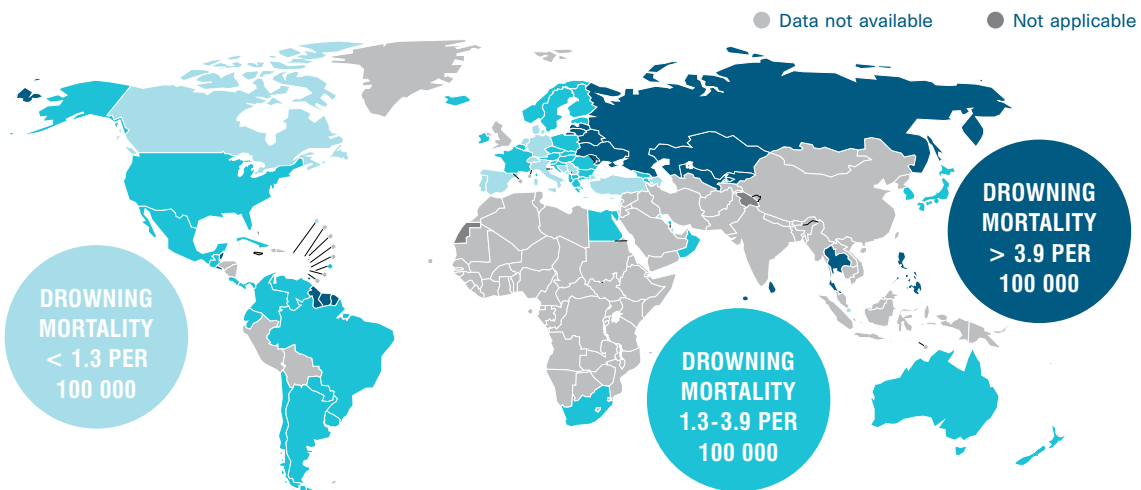 Data not available
Not applicable
DROWNING
MORTALITY
< 1.3 PER
100 000
DROWNING
MORTALITY
1.3-3.9 PER
100 000
DROWNING
MORTALITY
> 3.9 PER
100 000